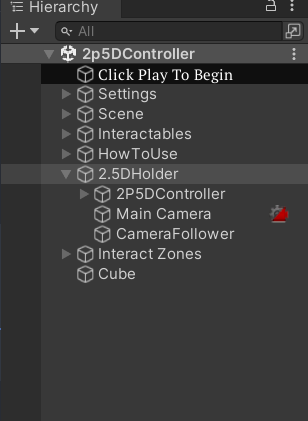 Hierarchy
All
2p5DController
Click Play To Begin
Settings
Scene
Interactables
HowToUse
2.5DHolder
2P5DController
Main Camera
CameraFollower
Interact Zones
Cube